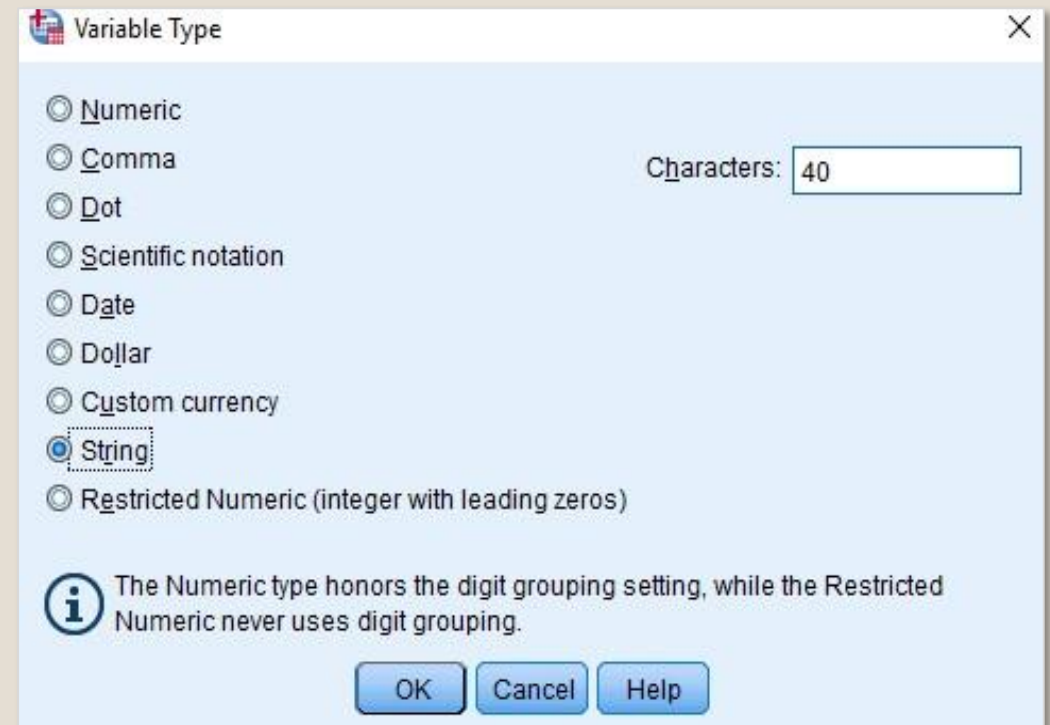 Variable Type
Numeric
Comma
Characters: 40
Dot
Scientific notation
Date
Dollar
Custom currency
String
Restricted Numeric (integer with leading zeros)
The Numeric type honors the digit grouping setting, while the Restricted
Numeric never uses digit grouping.
OK Cancel Help